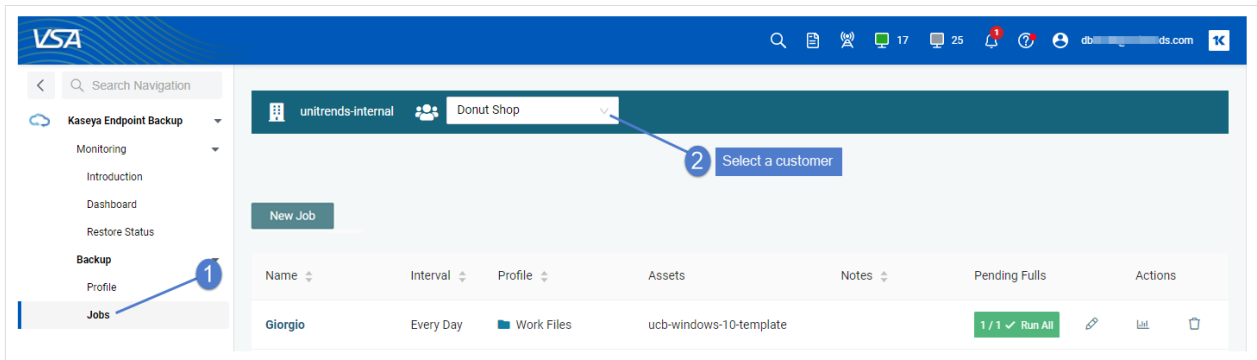 VSA
17
25
1
ds.com
Search Navigation
Kaseya Endpoint Backup
Monitoring
Introduction
Dashboard
Restore Status
Backup
Profile
Jobs
1
unitrends-internal
Donut Shop
2 Select a customer
New Job
Name Interval Profile Assets Notes Pending Fulls Actions
Giorgio Every Day Work Files ucb-windows-10-template 1 / 1 Run All